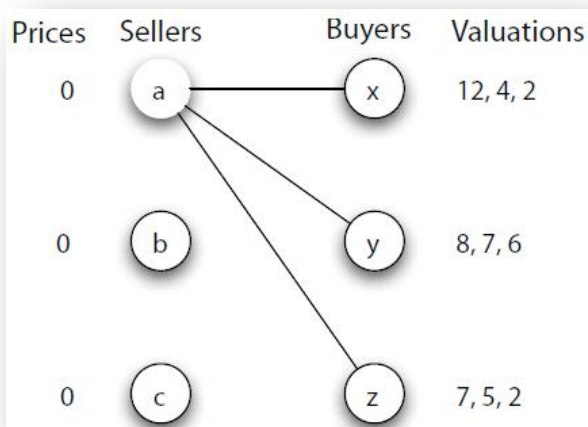 Prices Sellers Buyers Valuations
0 a x 12, 4, 2
0 b y 8, 7, 6
0 c z 7, 5, 2